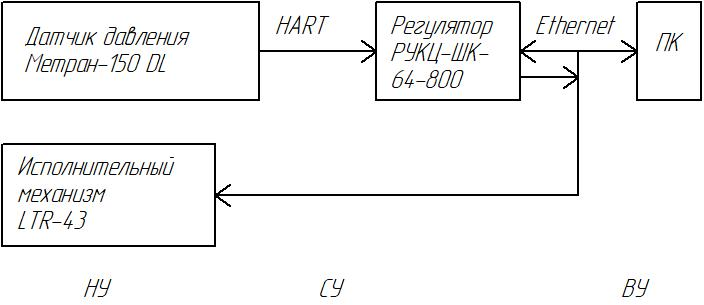 Датчик давления
Метран-150 DL
HART
Регулятор
РУКЦ-ШК-
64-800
Ethernet
ПК
Исполнительный
механизм
LTR-43
НУ
СУ
ВУ